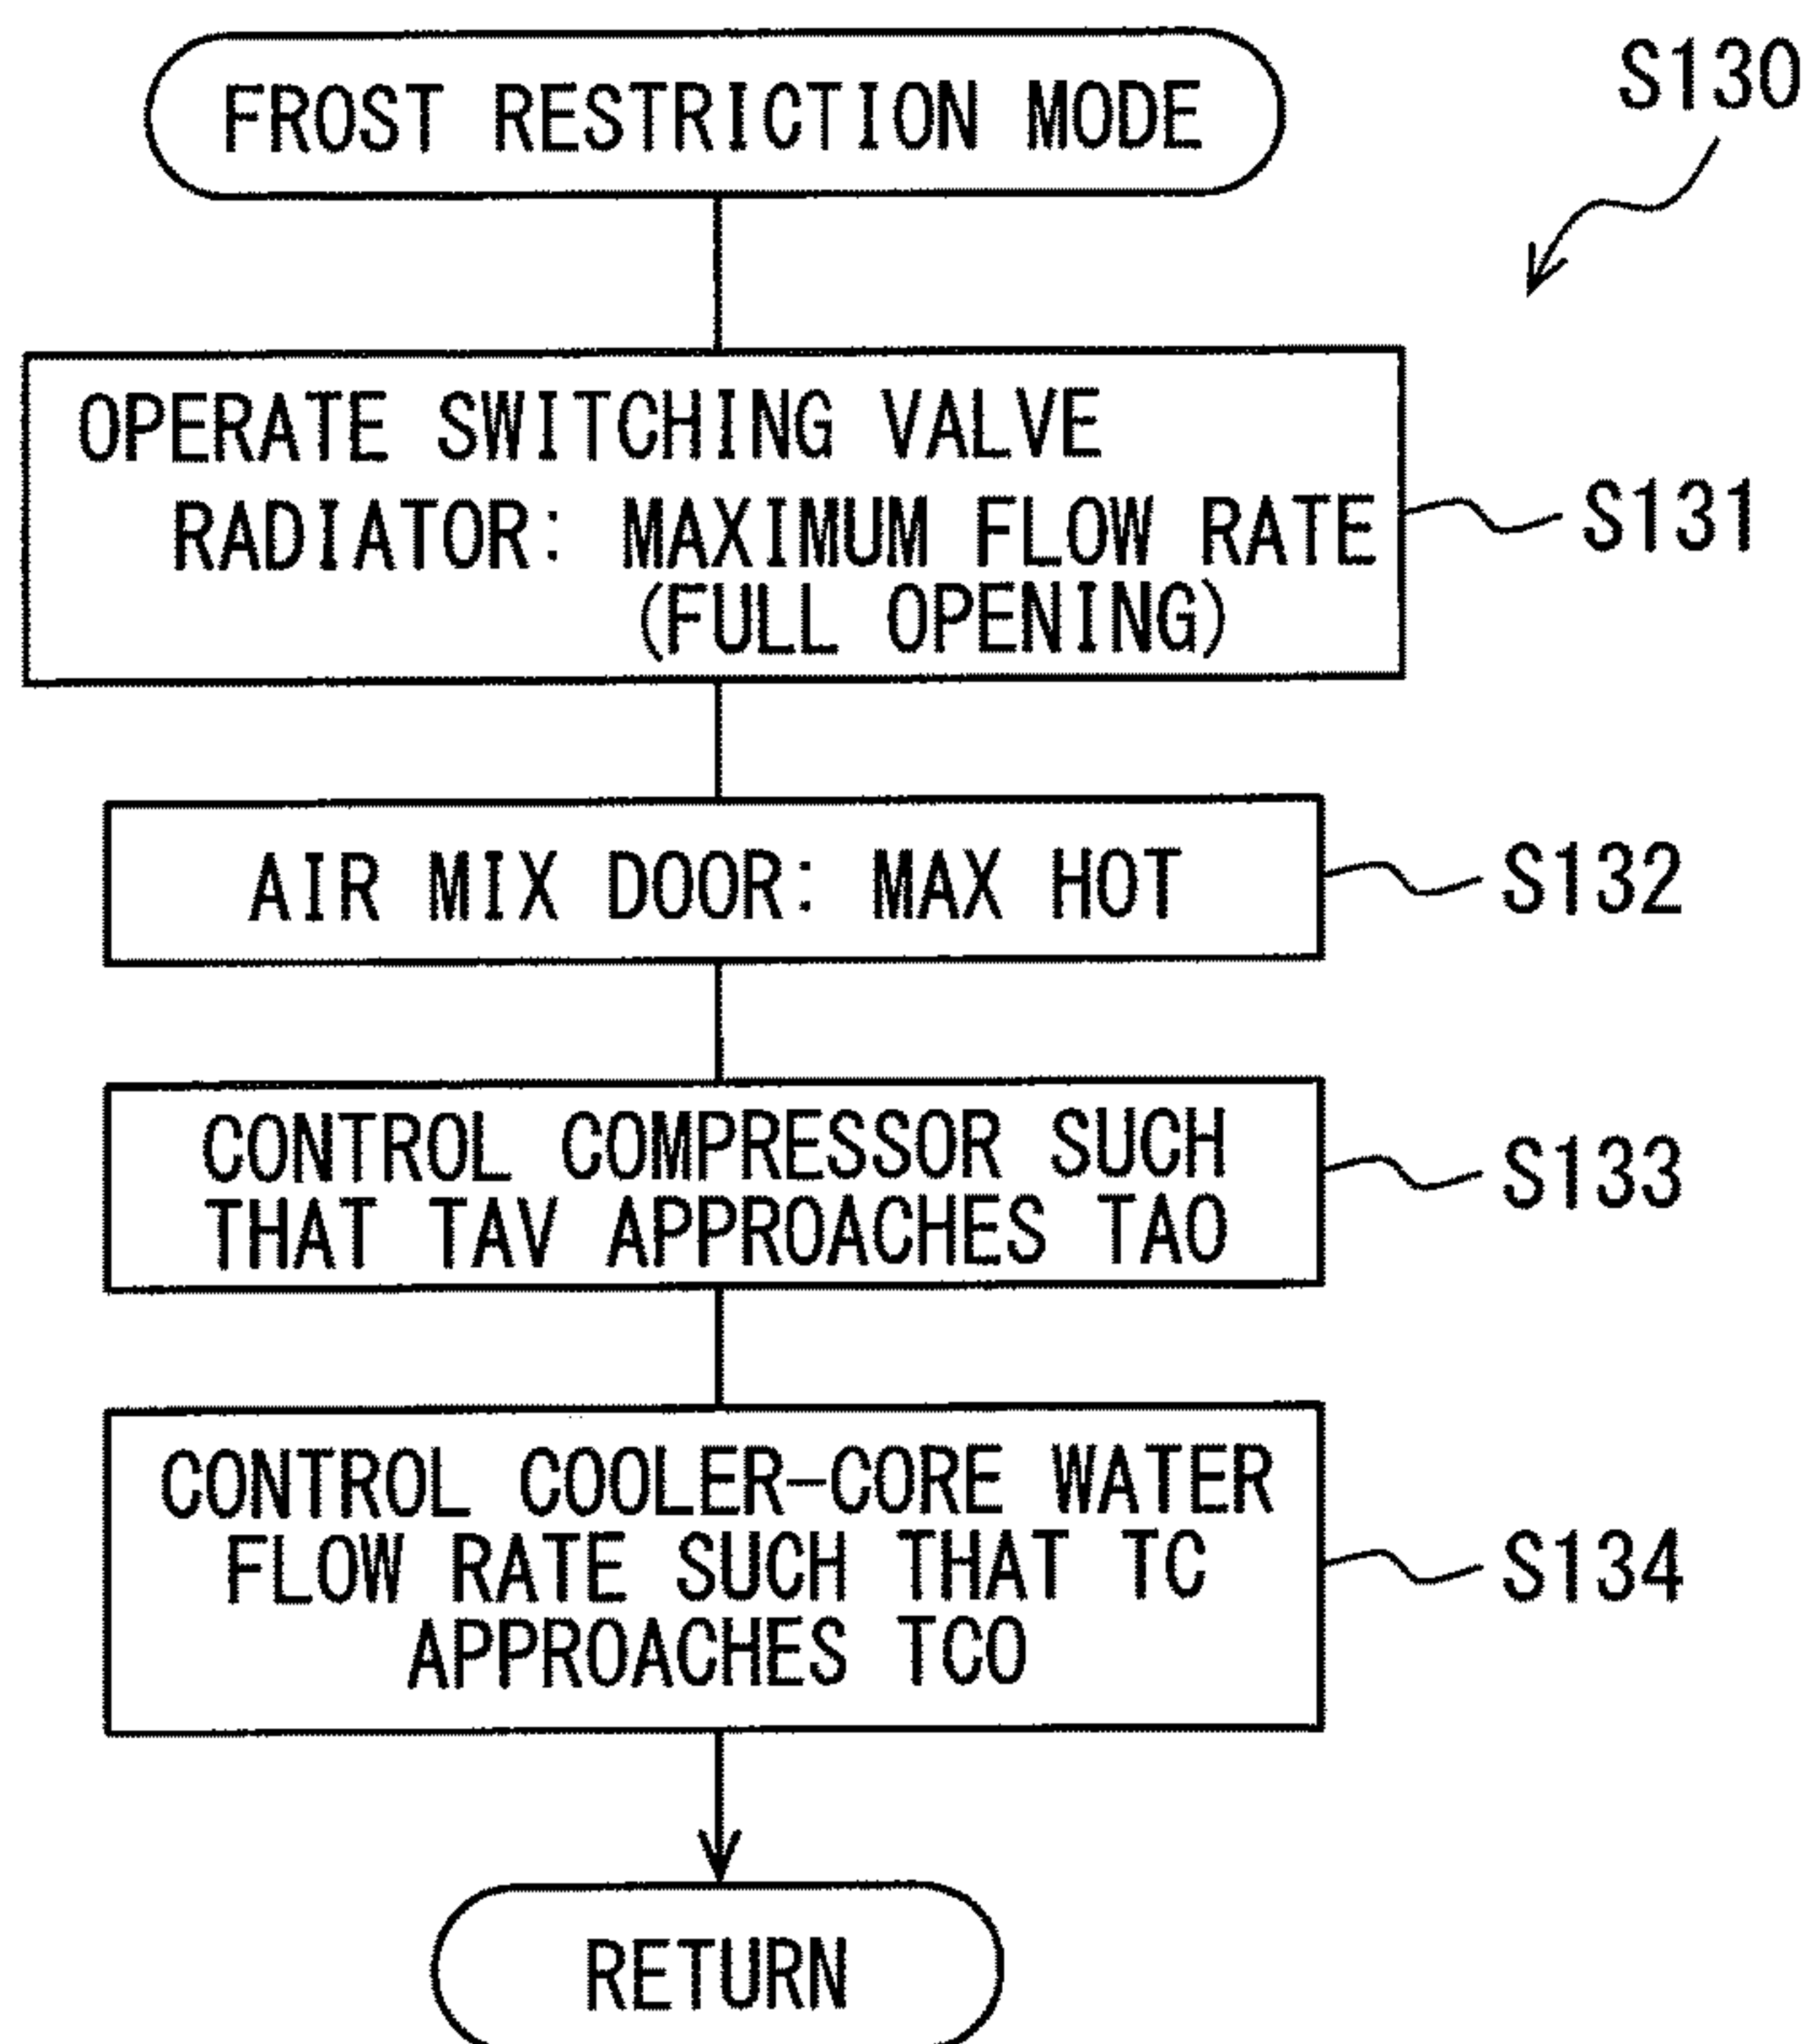 FROST RESTRICTION MODE
S130
OPERATE SWITCHING VALVE
RADIATOR: MAXIMUM FLOW RATE
(FULL OPENING)
S131
AIR MIX DOOR: MAX HOT
S132
CONTROL COMPRESSOR SUCH
THAT TAV APPROACHES TAO
S133
CONTROL COOLER-CORE WATER
FLOW RATE SUCH THAT TC
APPROACHES TCO
S134
RETURN